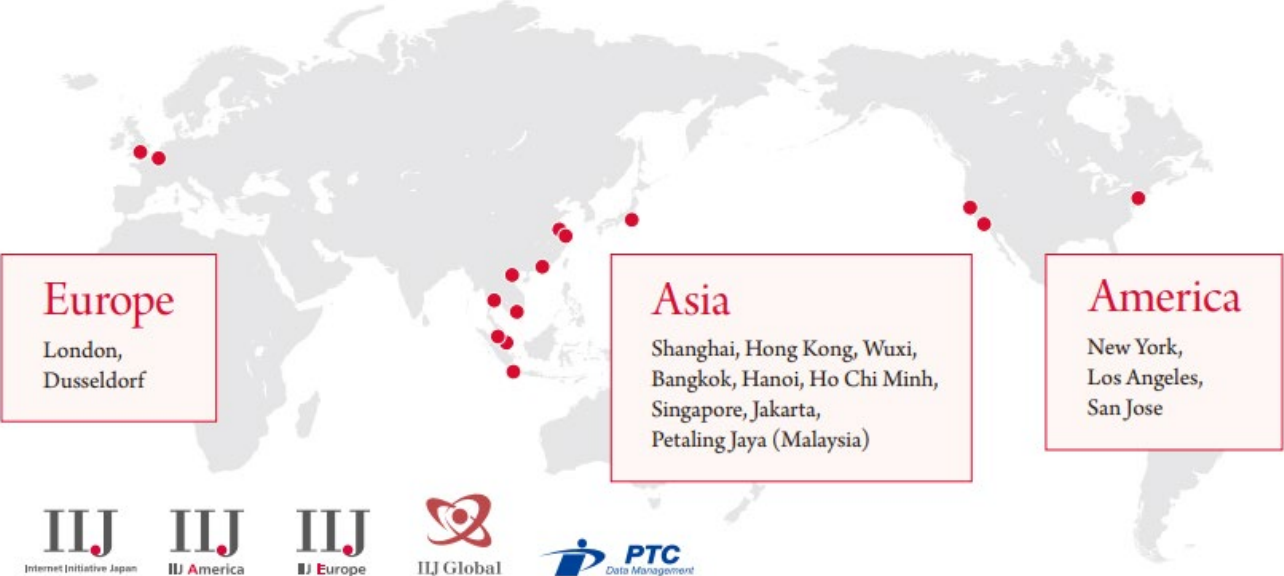 Europe
London,
Dusseldorf
Asia
Shanghai, Hong Kong, Wuxi,
Bangkok, Hanoi, Ho Chi Minh,
Singapore, Jakarta,
Petaling Jaya (Malaysia)
America
New York,
Los Angeles,
San Jose
IIJ
Internet Initiative Japan
IIJ
IIJ America
IIJ
IIJ Europe
IIJ Global
PTC
Data Management